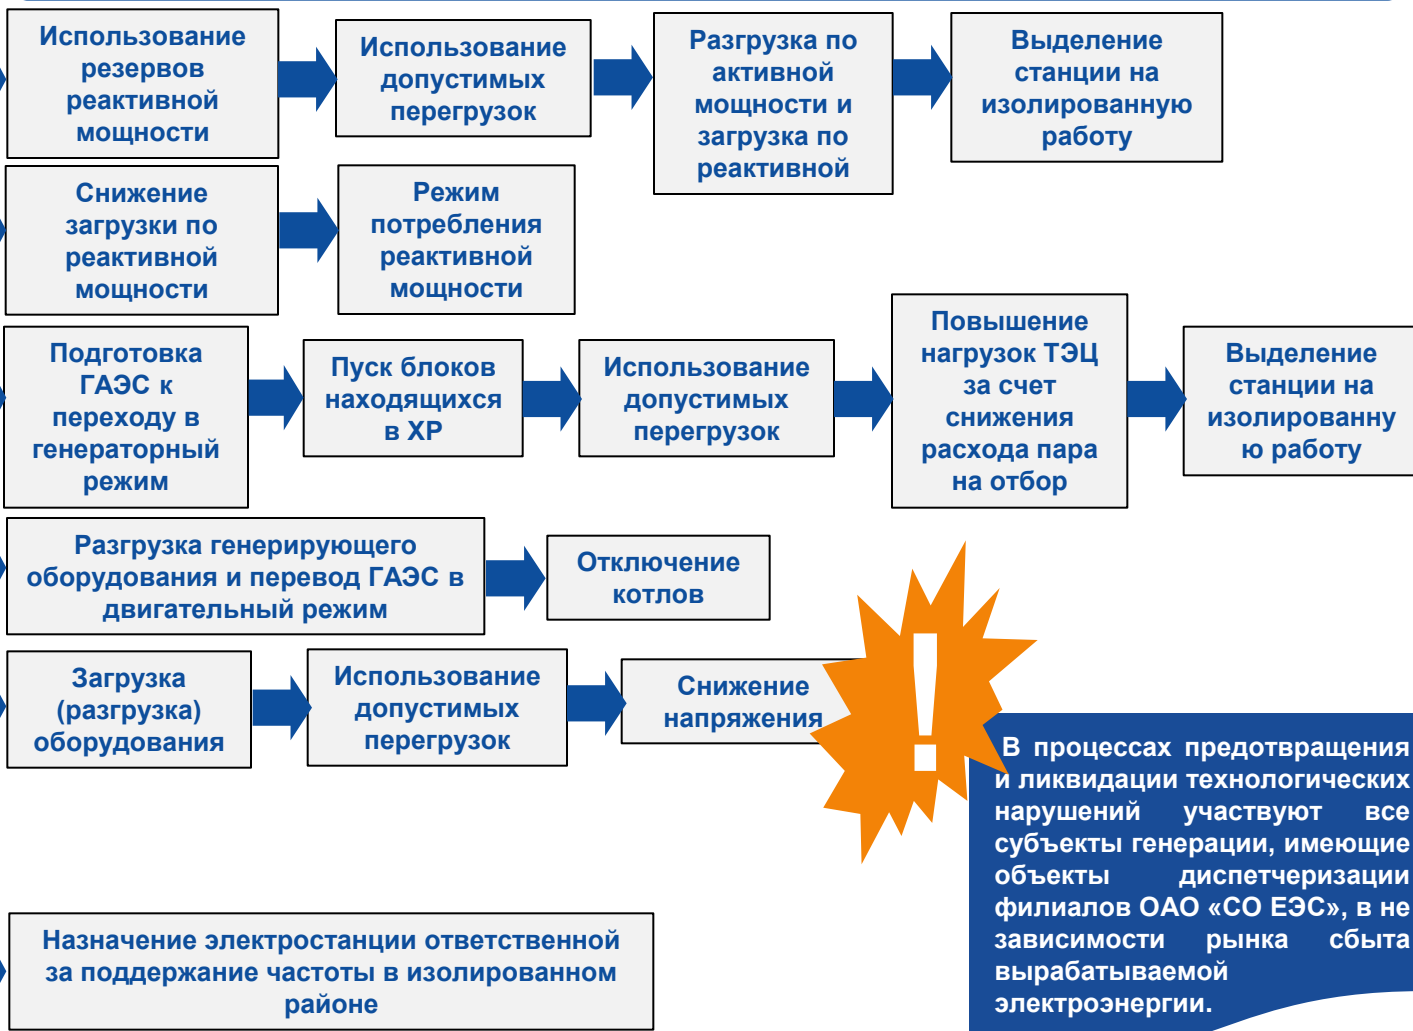 Использование
резервов
реактивной
мощности
Использование
допустимых
перегрузок
Разгрузка по
активной
мощности и
загрузка по
реактивной
Выделение
станции на
изолированную
работу
Снижение
загрузки по
реактивной
мощности
Режим
потребления
реактивной
мощности
Подготовка
ГАЭС к
переходу в
генераторный
режим
Пуск блоков
находящихся
в ХР
Использование
допустимых
перегрузок
Повышение
нагрузок ТЭЦ
за счет
снижения
расхода пара
на отбор
Выделение
станции на
изолированну
ю работу
Разгрузка генерирующего
оборудования и перевод ГАЭС в
двигательный режим
Отключение
котлов
Загрузка
(разгрузка)
оборудования
Использование
допустимых
перегрузок
Снижение
напряжения
!
В процессах предотвращения
и ликвидации технологических
нарушений участвуют все
субъекты генерации, имеющие
объекты диспетчеризации
филиалов ОАО «СО ЕЭС», в не
зависимости рынка сбыта
вырабатываемой
электроэнергии.
Назначение электростанции ответственной
за поддержание частоты в изолированном
районе